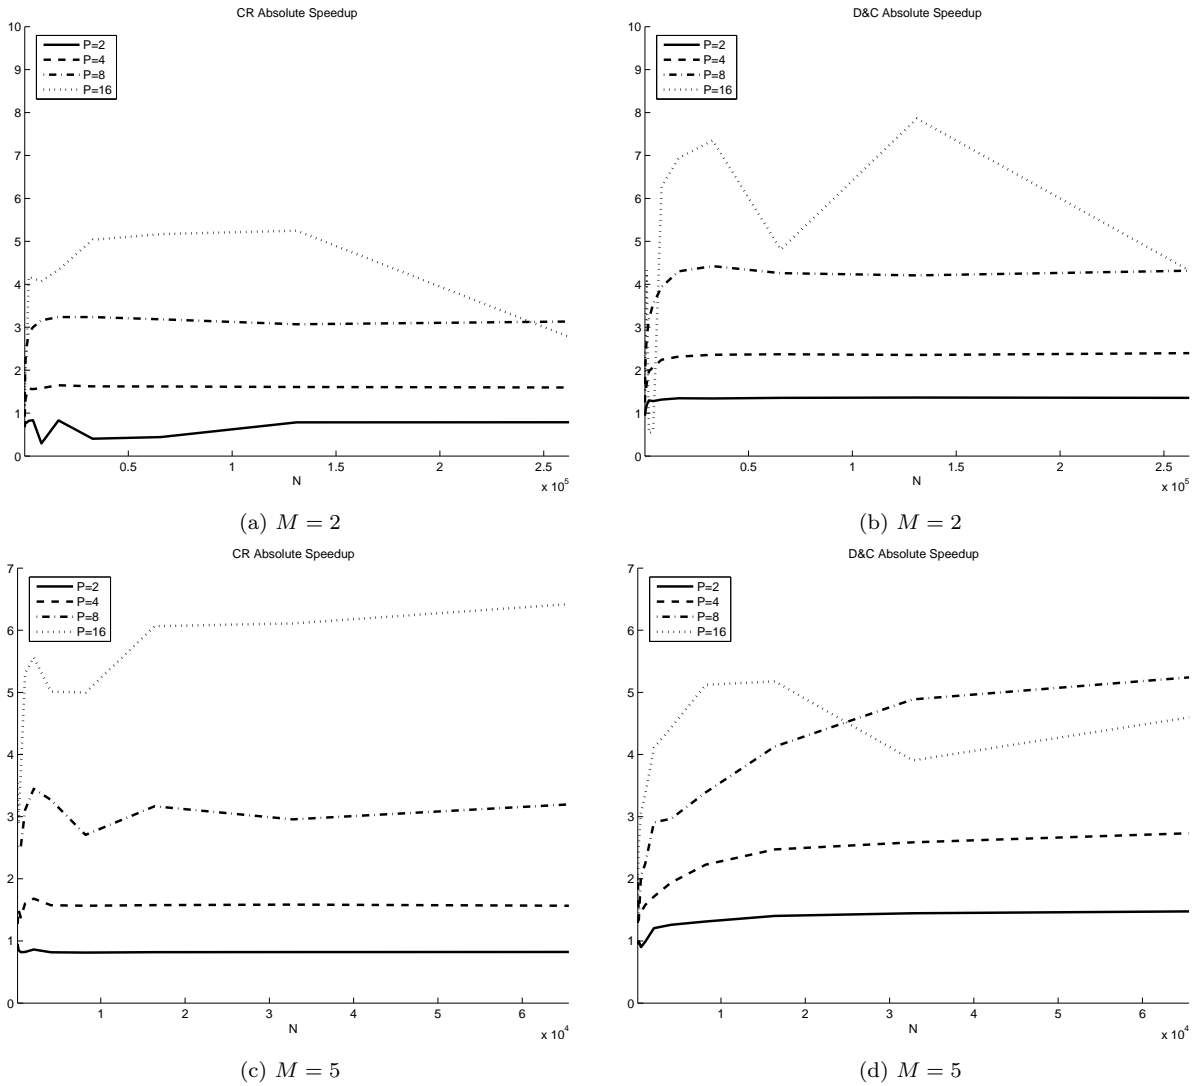 CR Absolute Speedup
10
9
8
7
6
5
4
3
2
1
0
P=2
P=4
P=8
P=16
0.5
1
1.5
2
2.5
N
x 10^5
(a) M = 2
D&C Absolute Speedup
10
9
8
7
6
5
4
3
2
1
0
P=2
P=4
P=8
P=16
0.5
1
1.5
2
2.5
N
x 10^5
(b) M = 2
CR Absolute Speedup
7
6
5
4
3
2
1
0
P=2
P=4
P=8
P=16
1
2
3
4
5
6
N
x 10^4
(c) M = 5
D&C Absolute Speedup
7
6
5
4
3
2
1
0
P=2
P=4
P=8
P=16
1
2
3
4
5
6
N
x 10^4
(d) M = 5